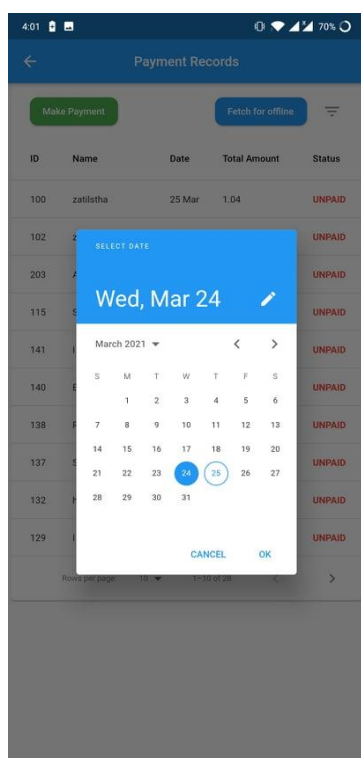 4:01 70%
Payment Records
Make Payment Fetch for offline
ID Name Date Total Amount Status
100 zatilstha 25 Mar 1.04 UNPAID
102 UNPAID
SELECT DATE
203 UNPAID
Wed, Mar 24
115 UNPAID
March 2021
141 UNPAID
S M T W T F S
140 UNPAID
1 2 3 4 5 6
138 UNPAID
7 8 9 10 11 12 13
14 15 16 17 18 19 20
137 UNPAID
21 22 23 24 25 26 27
132 UNPAID
28 29 30 31
129 UNPAID
CANCEL OK
Rows per page: 10 1–10 of 28